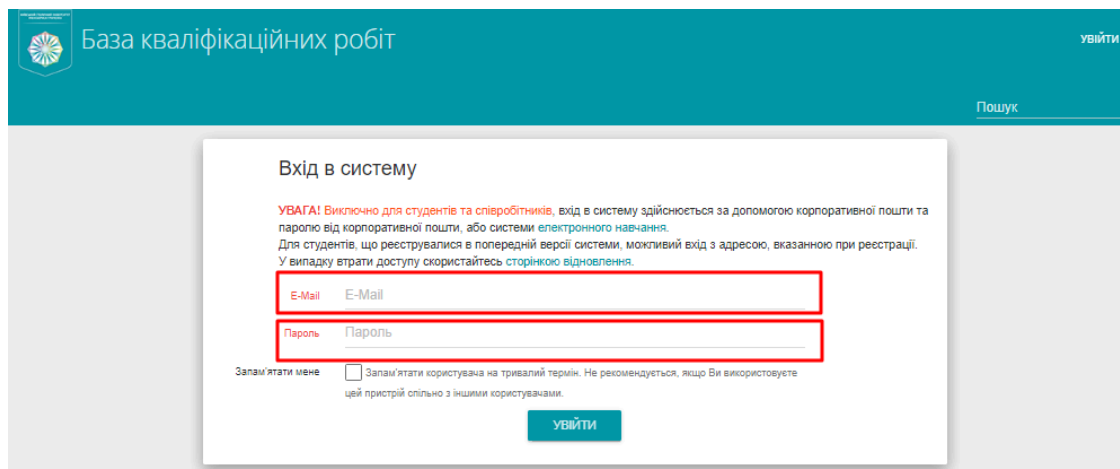 База кваліфікаційних робіт
УВІЙТИ
Пошук
Вхід в систему
УВАГА! Виключно для студентів та співробітників, вхід в систему здійснюється за допомогою корпоративної пошти та
паролю від корпоративної пошти, або системи електронного навчання.
Для студентів, що реєструвалися в попередній версії системи, можливий вхід з адресою, вказанною при реєстрації.
У випадку втрати доступу скористайтесь сторінкою відновлення.
E-Mail E-Mail
Пароль Пароль
Запам'ятати мене Запам'ятати користувача на тривалий термін. Не рекомендується, якщо Ви використовуєте
цей пристрій спільно з іншими користувачами.
УВІЙТИ